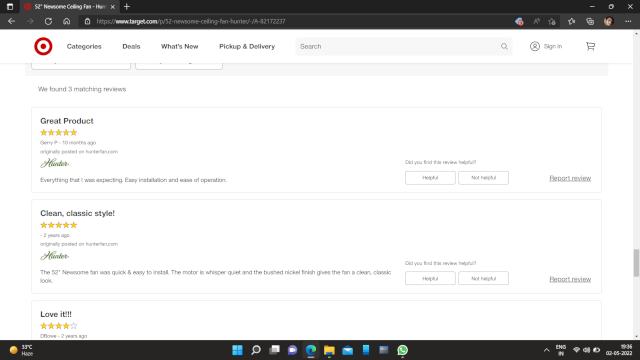 52" Newsome Ceiling Fan - Hunt
https://www.target.com/p/52-newsome-ceiling-fan-hunter/-/A-82172237
Categories
Deals
What's New
Pickup & Delivery
Search
Sign in
We found 3 matching reviews
Great Product
Gerry P - 10 months ago
originally posted on hunterfan.com
Hunter
Everything that I was expecting. Easy installation and ease of operation.
Did you find this review helpful?
Helpful
Not helpful
Report review
Clean, classic style!
- 2 years ago
originally posted on hunterfan.com
Hunter
The 52" Newsome fan was quick & easy to install. The motor is whisper quiet and the bushed nickel finish gives the fan a clean, classic
look.
Did you find this review helpful?
Helpful
Not helpful
Report review
Love it!!!
DBove - 2 years ago
33°C
Haze
ENG
IN
19:36
02-05-2022